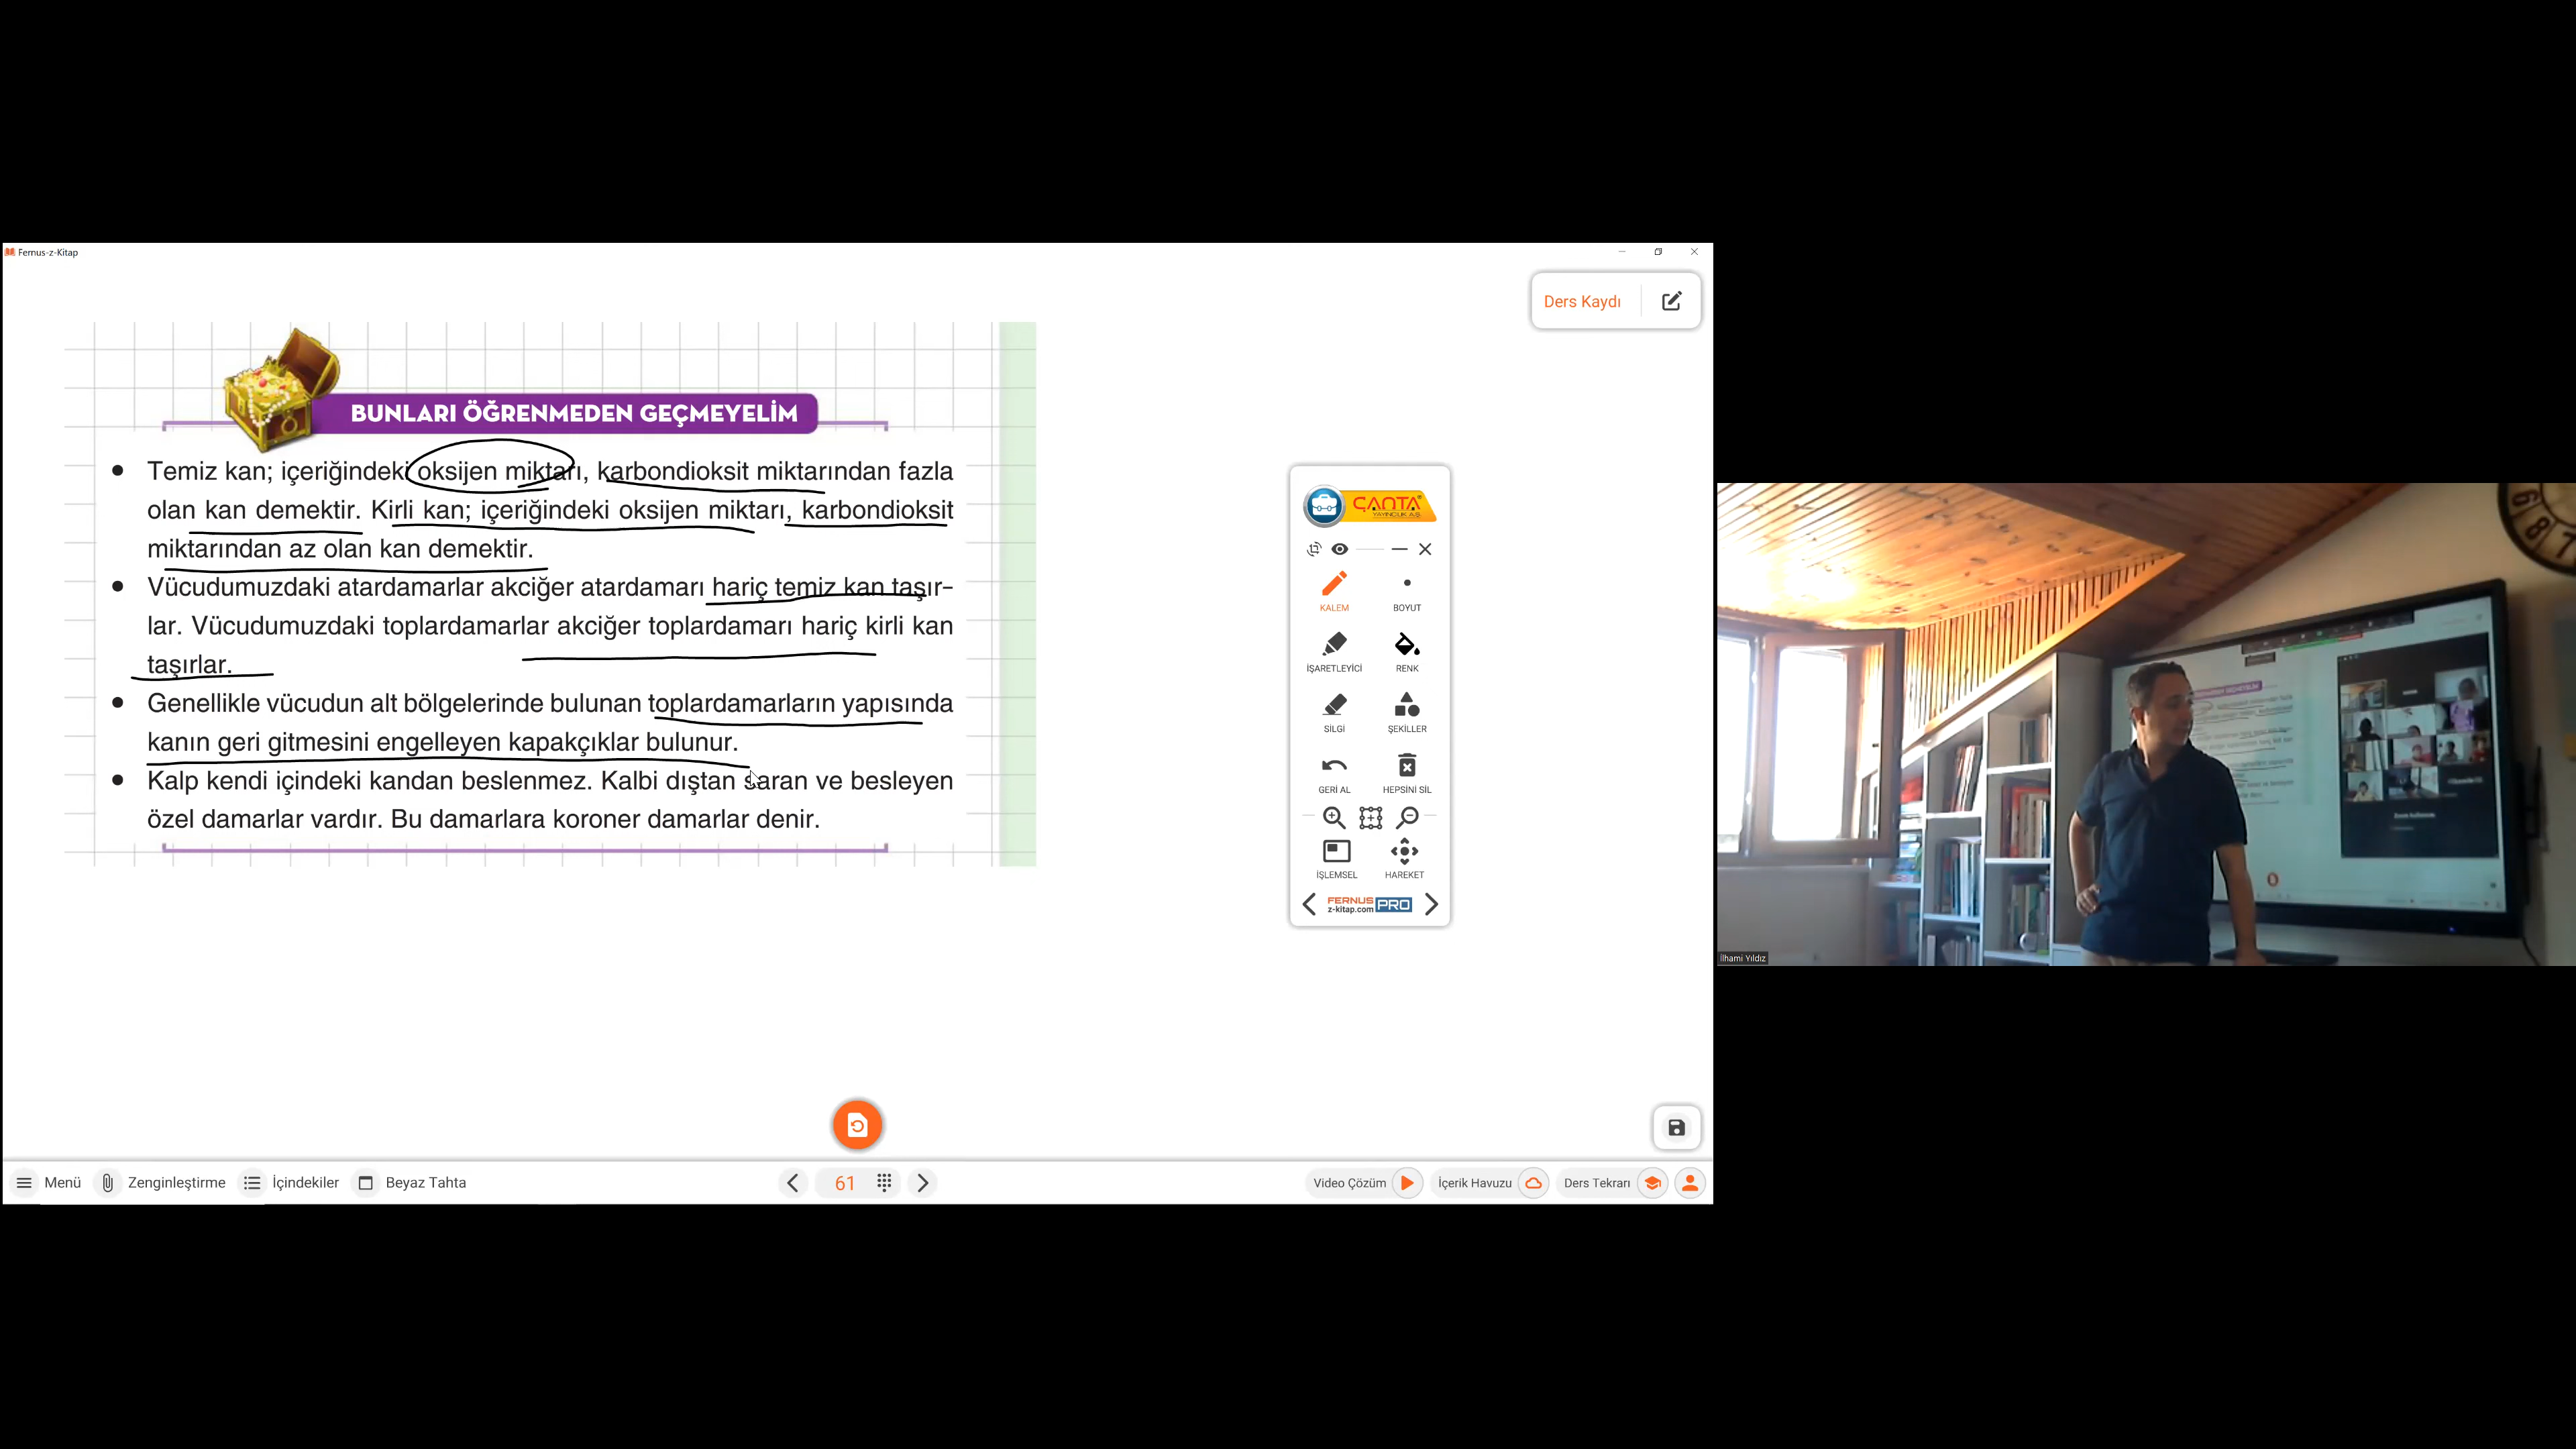 Fernus-z-Kitap
Ders Kaydı
BUNLARI ÖĞRENMEDEN GEÇMEYELİM
• Temiz kan; içeriğindeki oksijen miktarı, karbondioksit miktarından fazla
olan kan demektir. Kirli kan; içeriğindeki oksijen miktarı, karbondioksit
miktarından az olan kan demektir.
• Vücudumuzdaki atardamarlar akciğer atardamarı hariç temiz kan taşır-
lar. Vücudumuzdaki toplardamarlar akciğer toplardamarı hariç kirli kan
taşırlar.
• Genellikle vücudun alt bölgelerinde bulunan toplardamarların yapısında
kanın geri gitmesini engelleyen kapakçıklar bulunur.
• Kalp kendi içindeki kandan beslenmez. Kalbi dıştan saran ve besleyen
özel damarlar vardır. Bu damarlara koroner damarlar denir.
ÇANTA
YAYINCILIK A.Ş.
KALEM BOYUT
İŞARETLEYİCİ RENK
SİLGİ ŞEKİLLER
GERİ AL HEPSİNİ SİL
İŞLEMSEL HAREKET
FERNUS PRO
z-kitap.com
İlhami Yıldız
6 7 8
Menü Zenginleştirme İçindekiler Beyaz Tahta 61 Video Çözüm İçerik Havuzu Ders Tekrarı